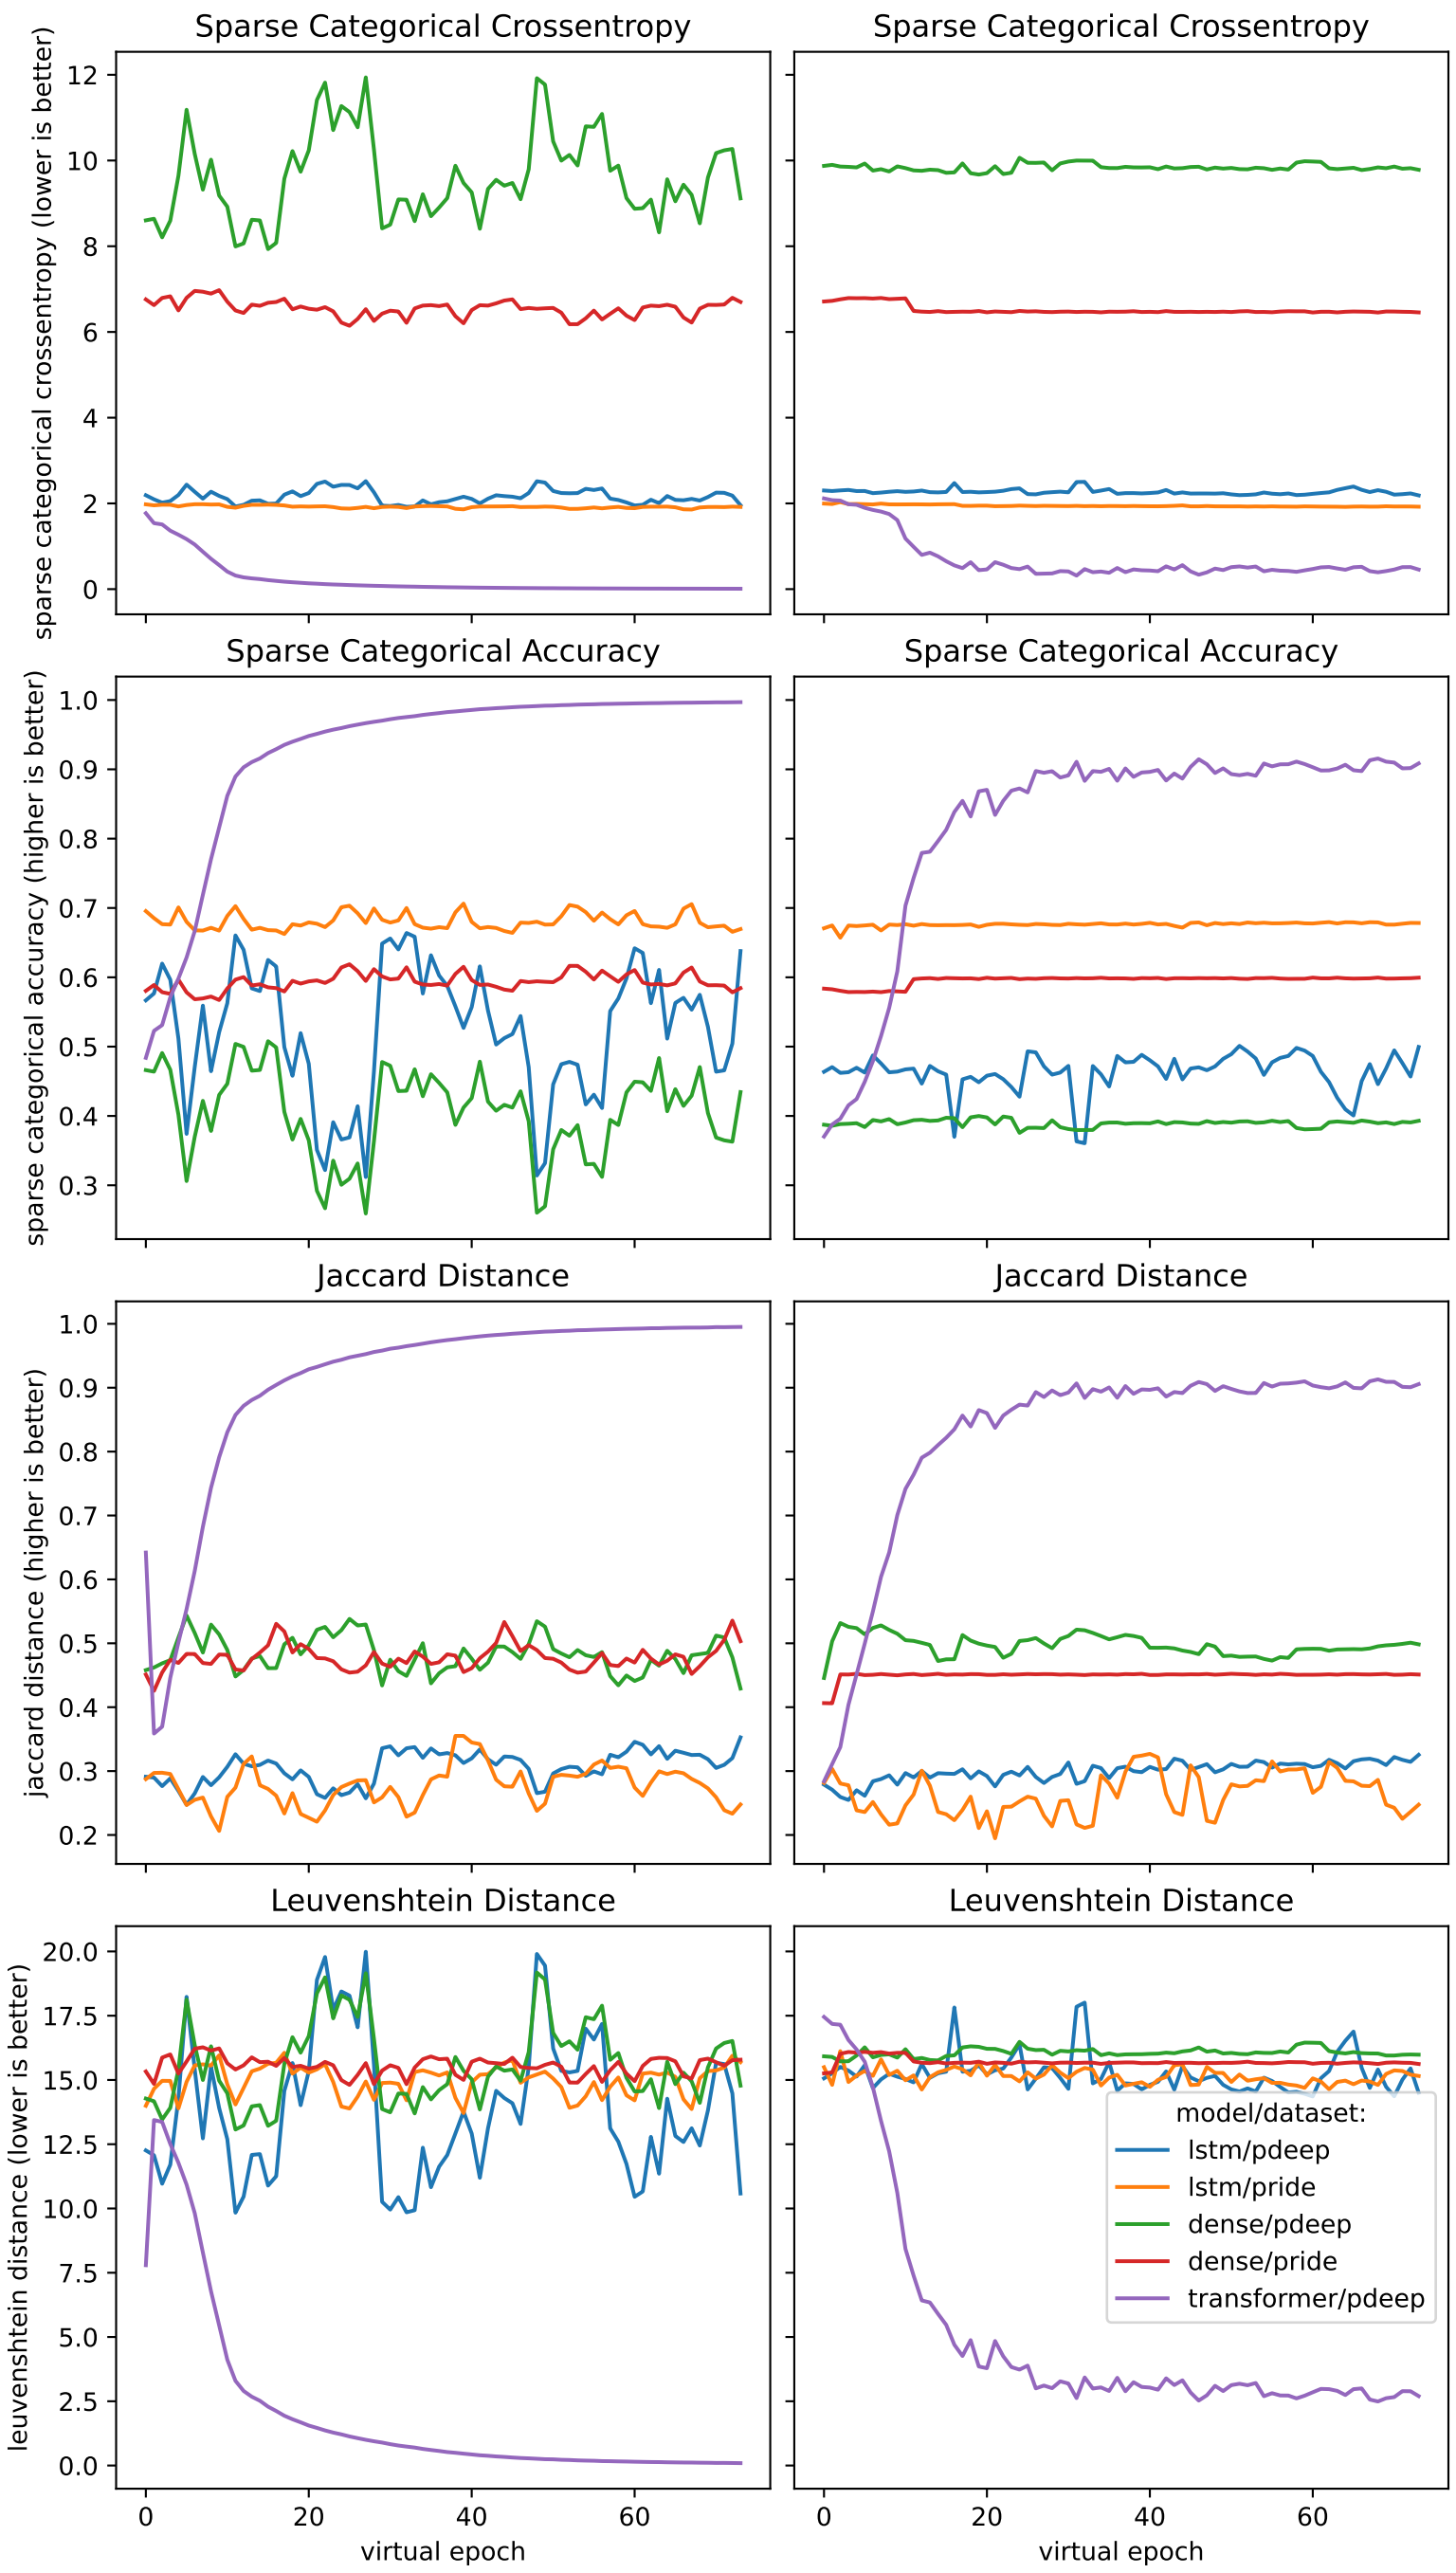 Sparse Categorical Crossentropy
Sparse Categorical Crossentropy
sparse categorical crossentropy (lower is better)
12
10
8
6
4
2
0
Sparse Categorical Accuracy
Sparse Categorical Accuracy
sparse categorical accuracy (higher is better)
1.0
0.9
0.8
0.7
0.6
0.5
0.4
0.3
Jaccard Distance
Jaccard Distance
jaccard distance (higher is better)
1.0
0.9
0.8
0.7
0.6
0.5
0.4
0.3
0.2
Leuvenshtein Distance
Leuvenshtein Distance
leuvenshtein distance (lower is better)
20.0
17.5
15.0
12.5
10.0
7.5
5.0
2.5
0.0
model/dataset:
lstm/pdeep
lstm/pride
dense/pdeep
dense/pride
transformer/pdeep
0 20 40 60
0 20 40 60
virtual epoch
virtual epoch